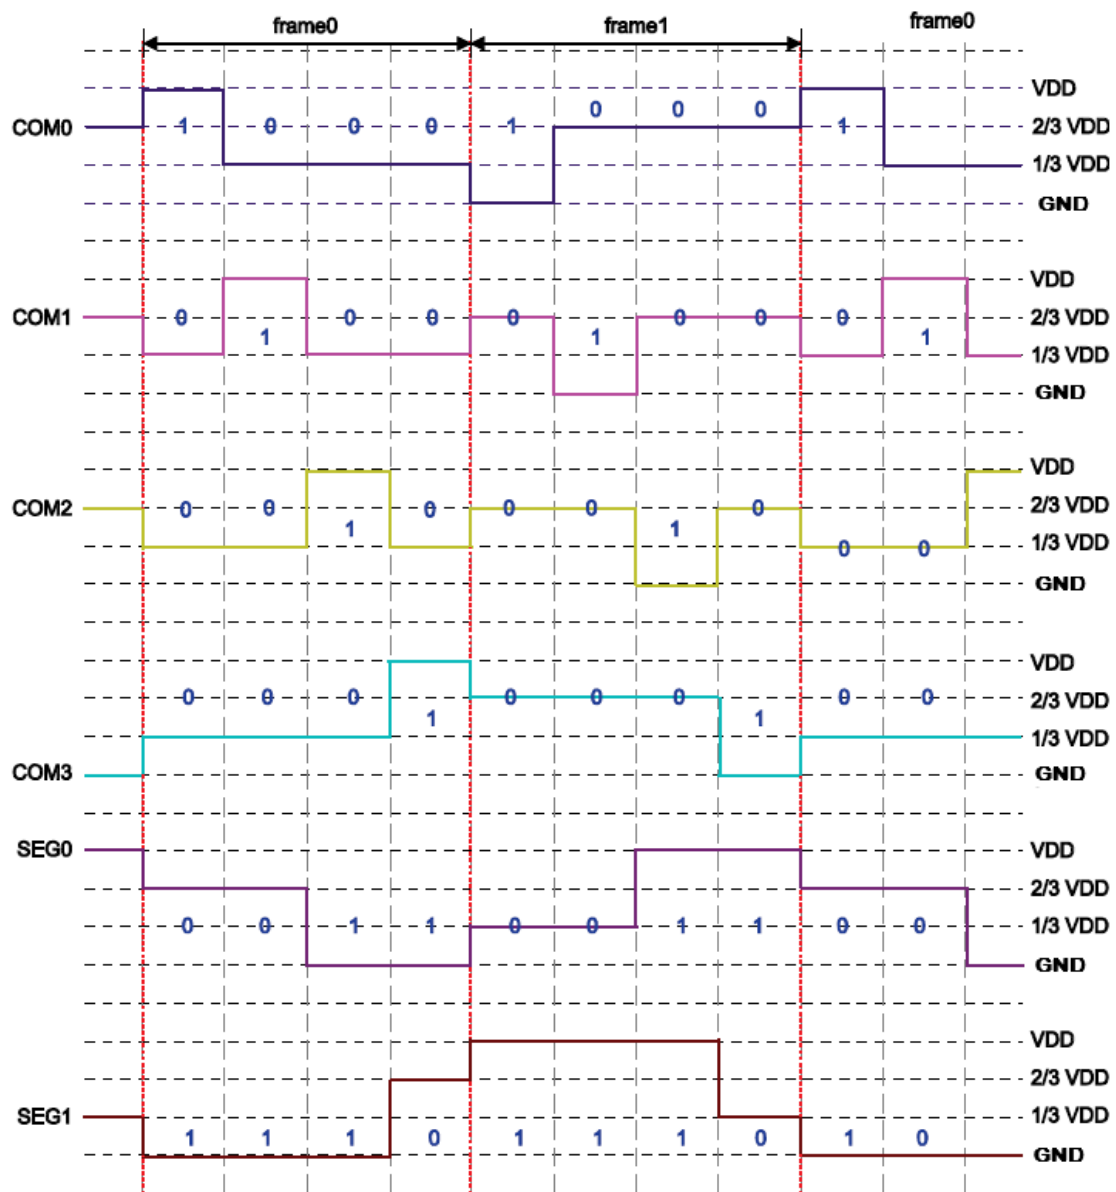 frame0 frame1 frame0
VDD
COM0 1 0 0 0 1 0 0 0 1 2/3 VDD
1/3 VDD
GND
VDD
COM1 0 1 0 0 0 1 0 0 0 1 2/3 VDD
1/3 VDD
GND
VDD
COM2 0 0 1 0 0 0 1 0 0 0 2/3 VDD
1/3 VDD
GND
VDD
0 0 0 1 0 0 0 1 0 0 2/3 VDD
1/3 VDD
COM3 GND
SEG0 VDD
2/3 VDD
0 0 1 1 0 0 1 1 0 0 1/3 VDD
GND
VDD
2/3 VDD
SEG1 1/3 VDD
1 1 1 0 1 1 1 0 1 0 GND